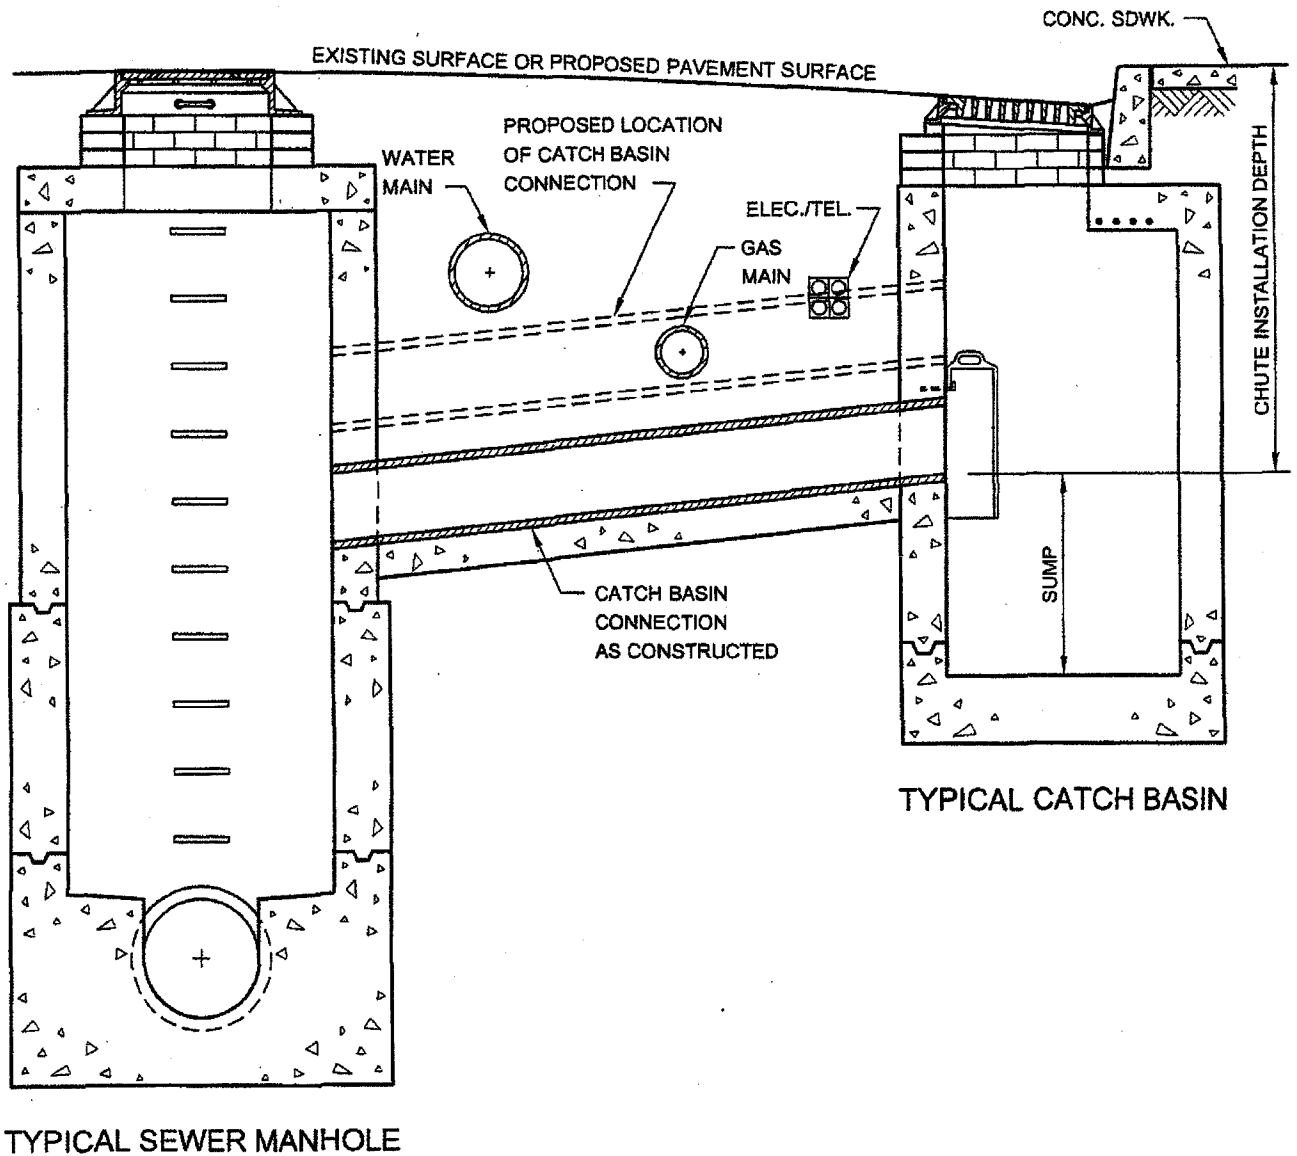 CONC. SDWK.
EXISTING SURFACE OR PROPOSED PAVEMENT SURFACE
PROPOSED LOCATION
OF CATCH BASIN
CONNECTION
WATER
MAIN
ELEC./TEL.
GAS
MAIN
CHUTE INSTALLATION DEPTH
SUMP
CATCH BASIN
CONNECTION
AS CONSTRUCTED
TYPICAL CATCH BASIN
TYPICAL SEWER MANHOLE